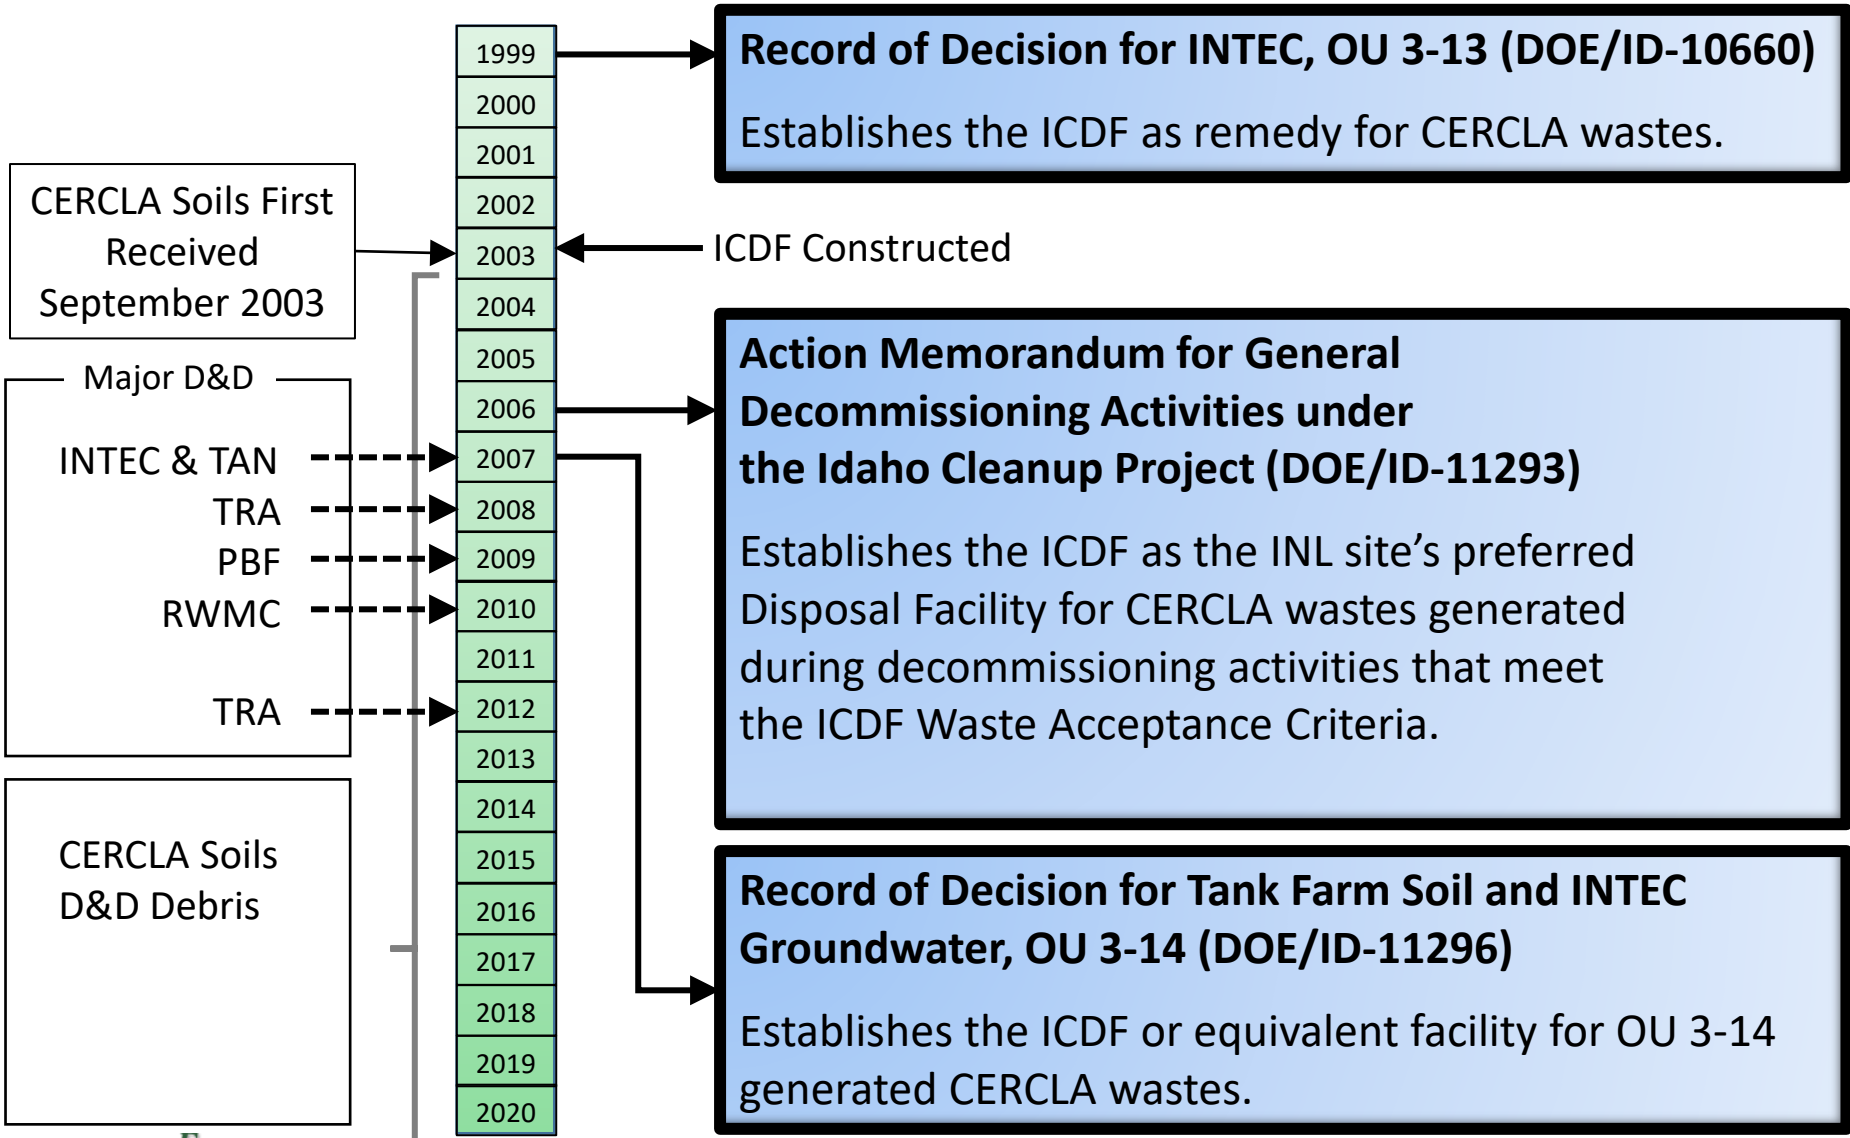 CERCLA Soils First
Received
September 2003
Major D&D
INTEC & TAN
TRA
PBF
RWMC
TRA
CERCLA Soils
D&D Debris
1999
2000
2001
2002
2003
2004
2005
2006
2007
2008
2009
2010
2011
2012
2013
2014
2015
2016
2017
2018
2019
2020
Record of Decision for INTEC, OU 3-13 (DOE/ID-10660)
Establishes the ICDF as remedy for CERCLA wastes.
ICDF Constructed
Action Memorandum for General
Decommissioning Activities under
the Idaho Cleanup Project (DOE/ID-11293)
Establishes the ICDF as the INL site’s preferred
Disposal Facility for CERCLA wastes generated
during decommissioning activities that meet
the ICDF Waste Acceptance Criteria.
Record of Decision for Tank Farm Soil and INTEC
Groundwater, OU 3-14 (DOE/ID-11296)
Establishes the ICDF or equivalent facility for OU 3-14
generated CERCLA wastes.